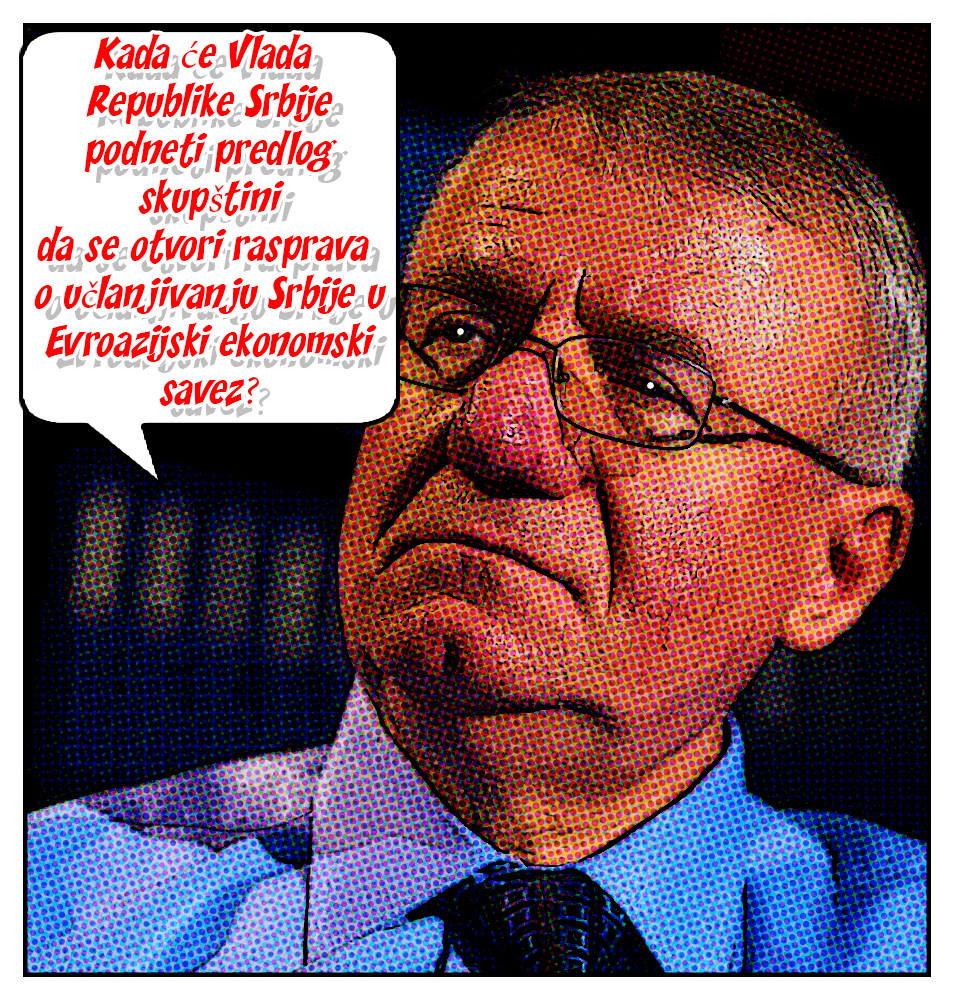 Kada će Vlada
Republike Srbije
podneti predlog
skupštini
da se otvori rasprava
o učlanjivanju Srbije u
Evroazijski ekonomski
savez?